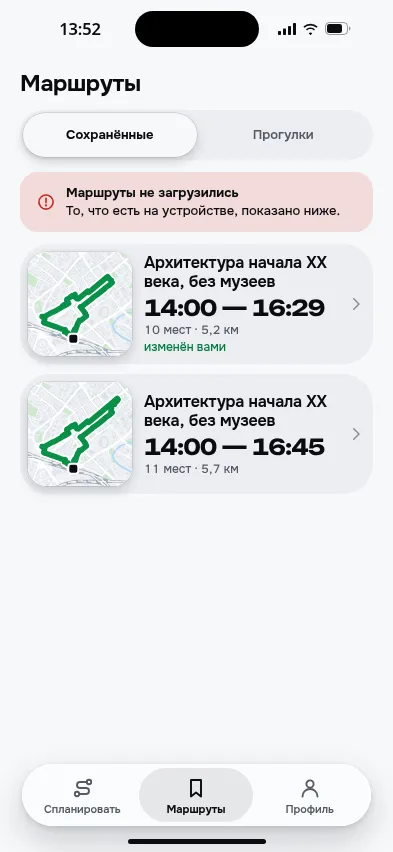 13:52
Маршруты
Сохранённые
Прогулки
Маршруты не загрузились
То, что есть на устройстве, показано ниже.
Архитектура начала XX
века, без музеев
14:00 — 16:29
10 мест · 5,2 км
изменён вами
Архитектура начала XX
века, без музеев
14:00 — 16:45
11 мест · 5,7 км
Спланировать
Маршруты
Профиль